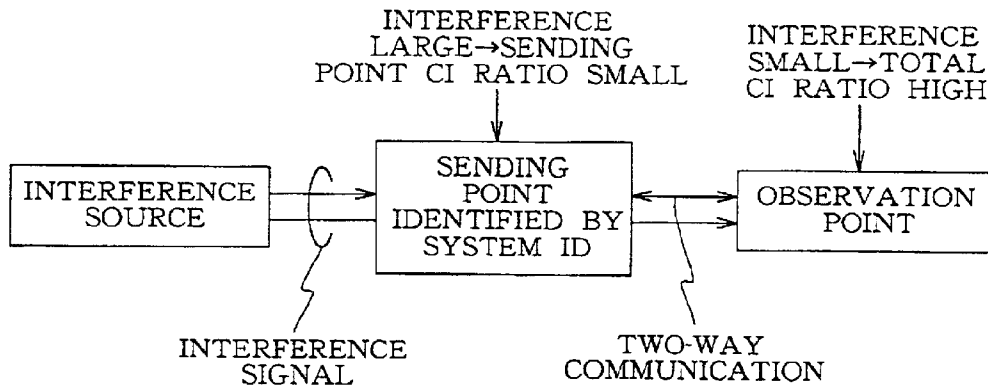 INTERFERENCE
LARGE→SENDING
POINT CI RATIO SMALL
INTERFERENCE
SMALL→TOTAL
CI RATIO HIGH
INTERFERENCE
SOURCE
SENDING
POINT
IDENTIFIED BY
SYSTEM ID
OBSERVATION
POINT
INTERFERENCE
SIGNAL
TWO-WAY
COMMUNICATION